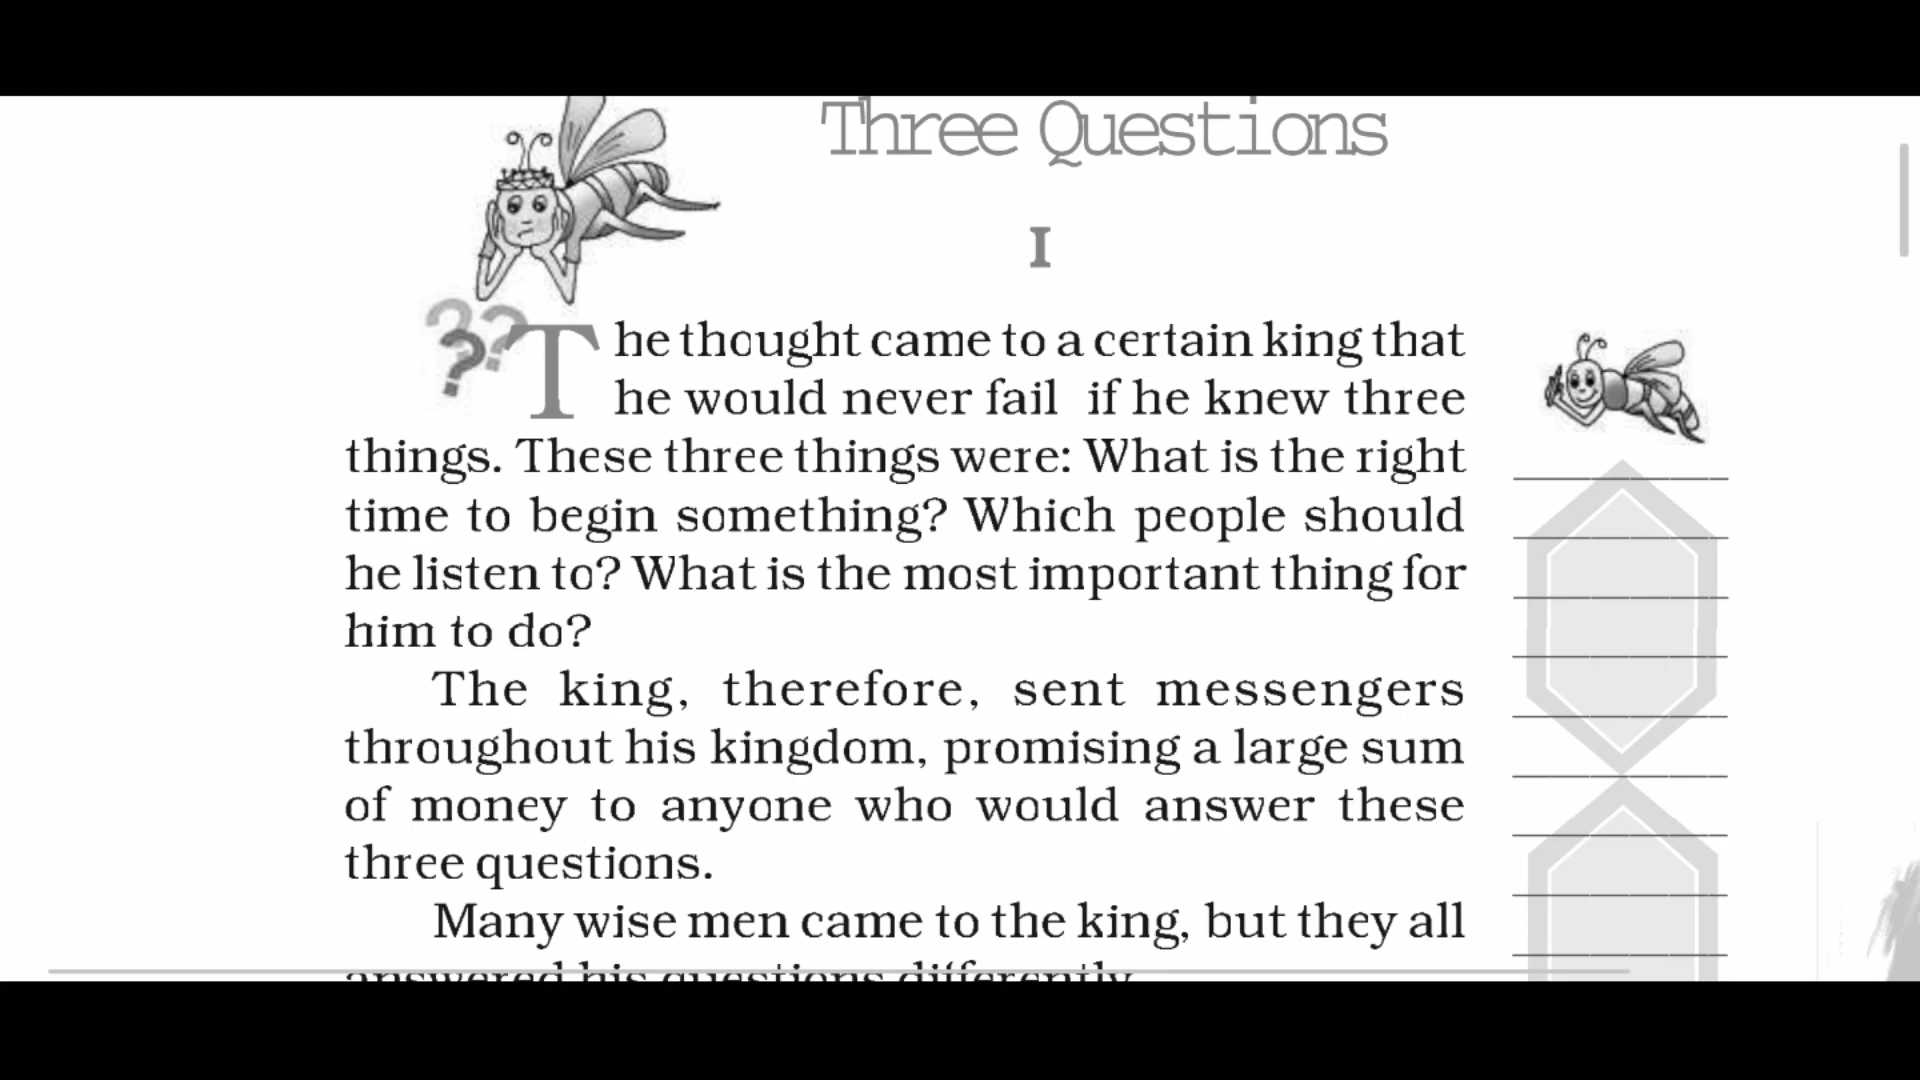 Three Questions
I
???
The thought came to a certain king that
he would never fail if he knew three
things. These three things were: What is the right
time to begin something? Which people should
he listen to? What is the most important thing for
him to do?
The king, therefore, sent messengers
throughout his kingdom, promising a large sum
of money to anyone who would answer these
three questions.
Many wise men came to the king, but they all
answered his questions differently.